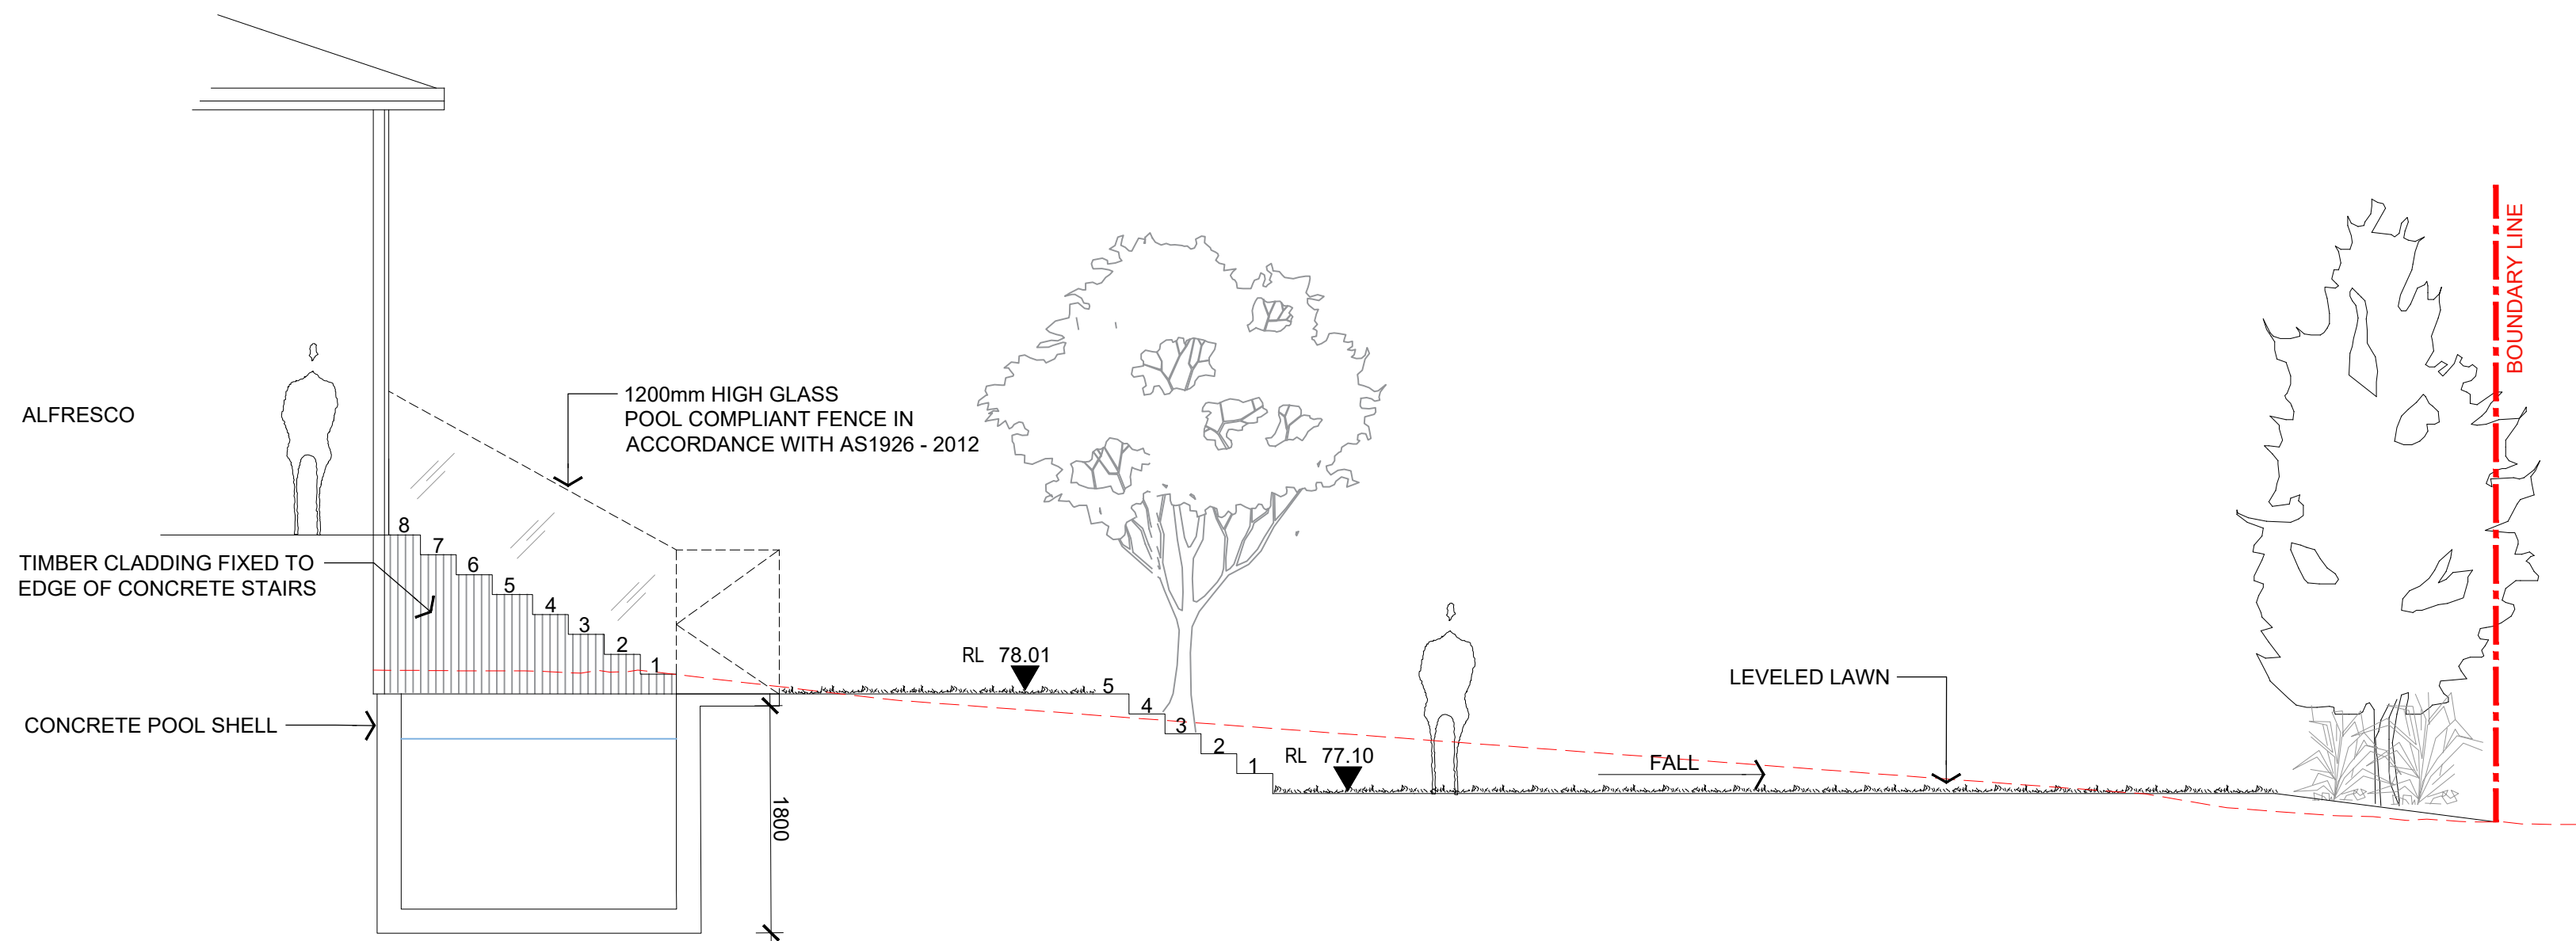 BOUNDARY LINE
1200mm HIGH GLASS
POOL COMPLIANT FENCE IN
ACCORDANCE WITH AS1926 - 2012
ALFRESCO
8
7
6
5
4
3
2
1
TIMBER CLADDING FIXED TO
EDGE OF CONCRETE STAIRS
RL 78.01
5
4
3
2
1
RL 77.10
LEVELED LAWN
FALL
CONCRETE POOL SHELL
1800